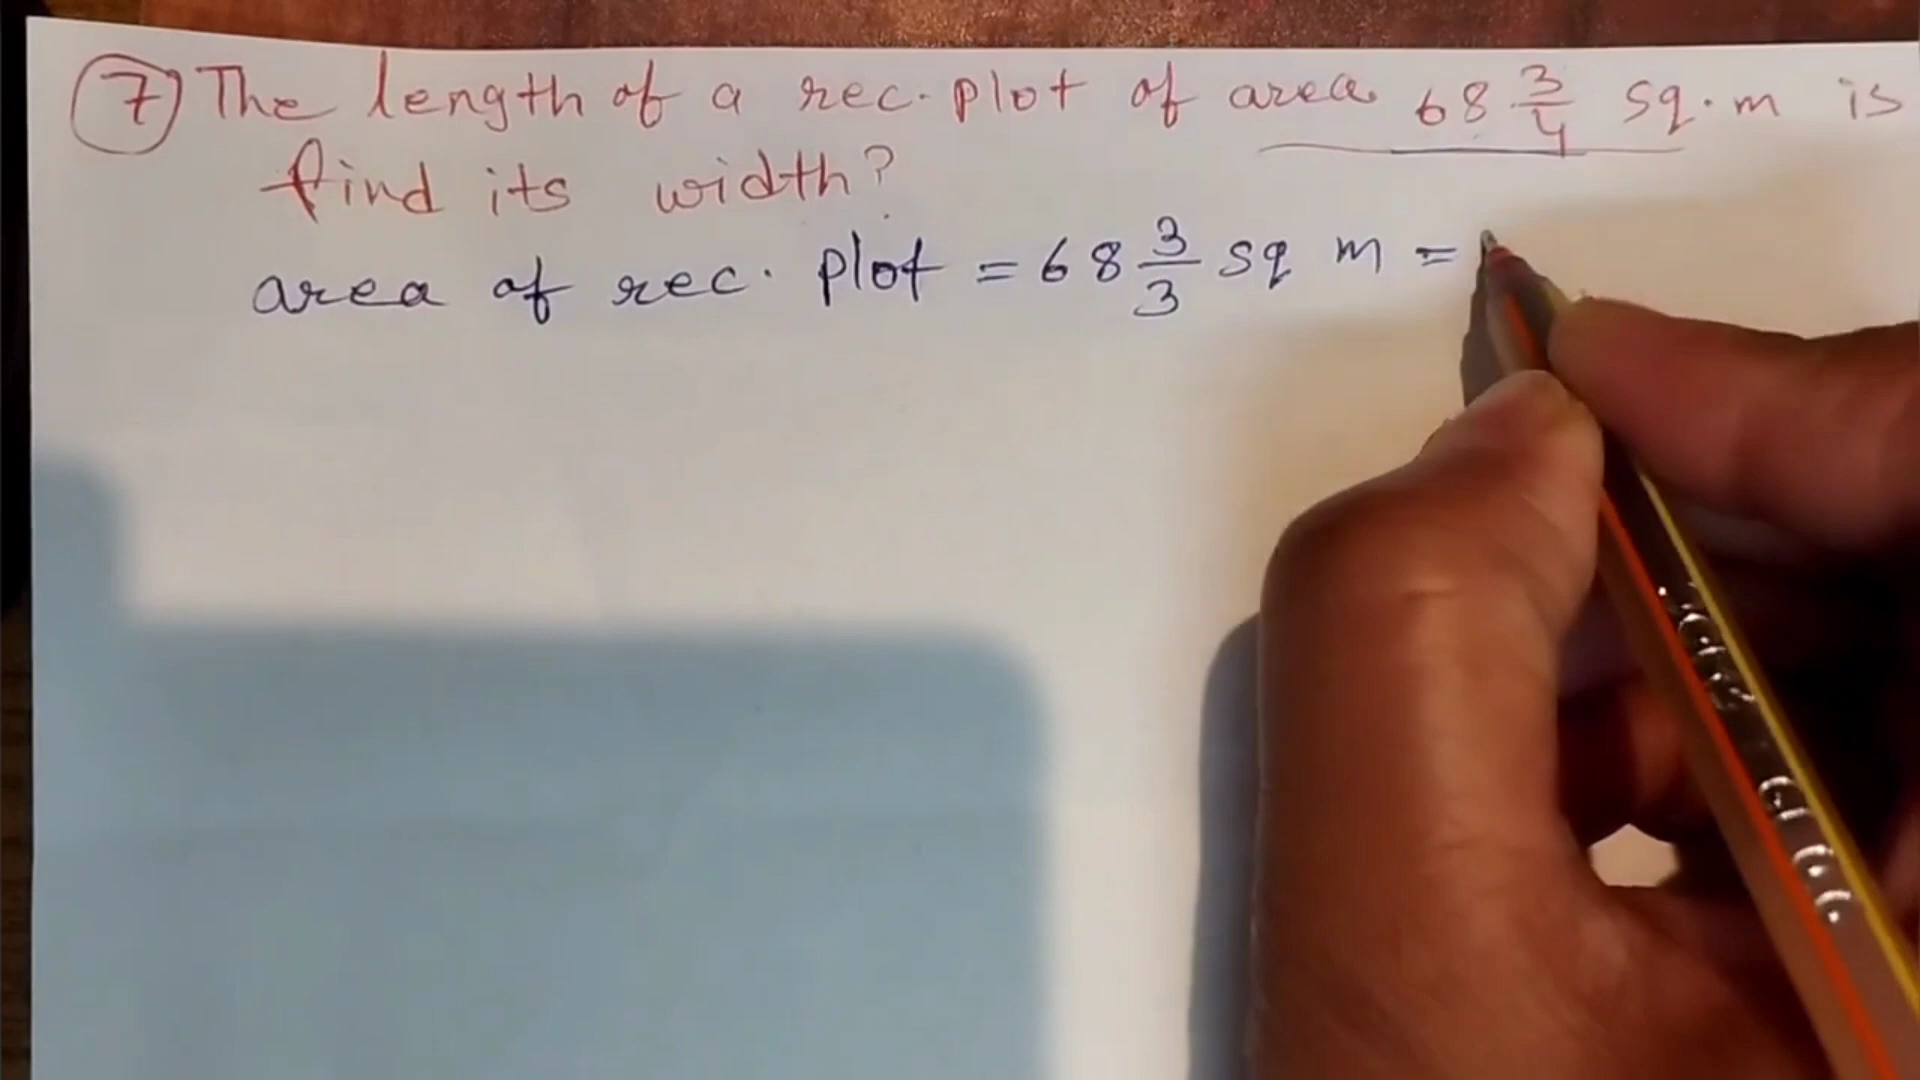 7 The length of a rec. plot of area 68 3/4 sq.m is
find its width?
area of rec. plot = 68 3/3 sq m =